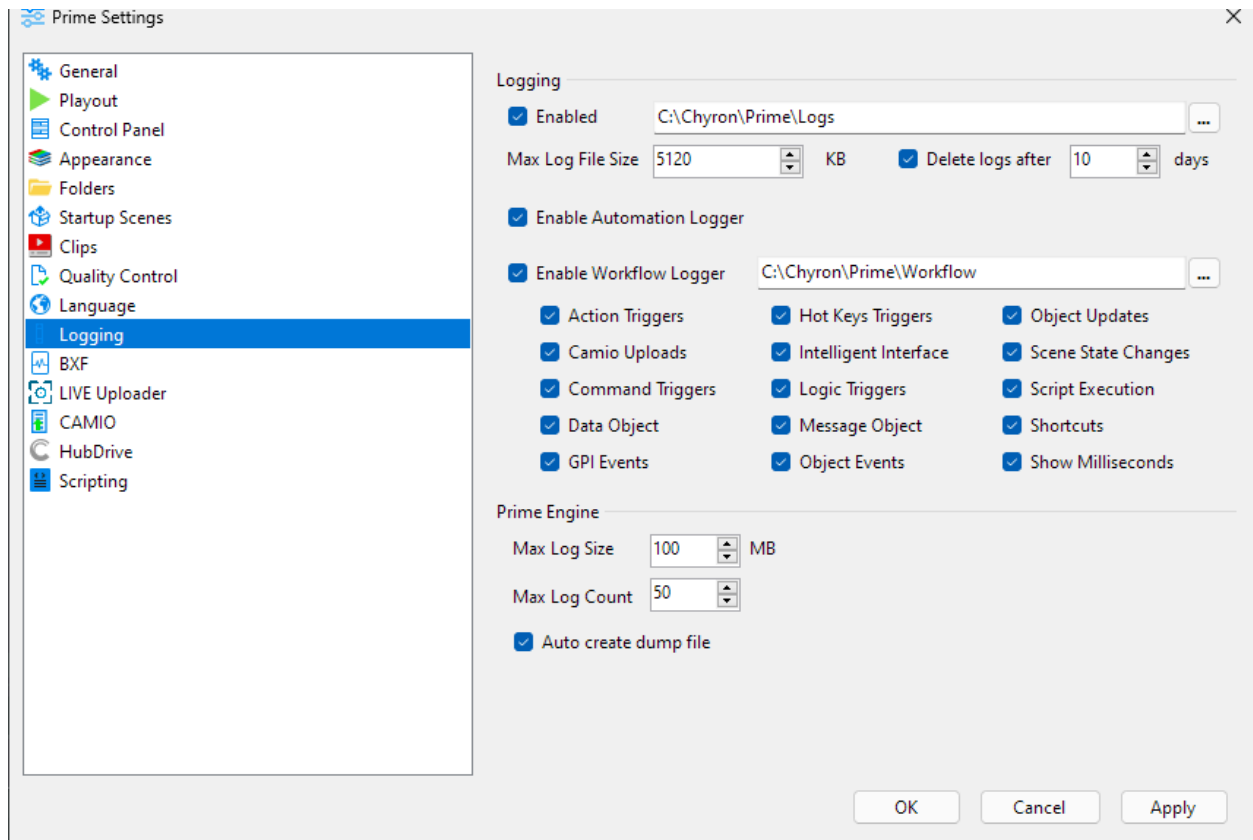 Prime Settings
General
Playout
Control Panel
Appearance
Folders
Startup Scenes
Clips
Quality Control
Language
Logging
BXF
LIVE Uploader
CAMIO
HubDrive
Scripting
Logging
Enabled C:\Chyron\Prime\Logs ...
Max Log File Size 5120 KB Delete logs after 10 days
Enable Automation Logger
Enable Workflow Logger C:\Chyron\Prime\Workflow ...
Action Triggers Hot Keys Triggers Object Updates
Camio Uploads Intelligent Interface Scene State Changes
Command Triggers Logic Triggers Script Execution
Data Object Message Object Shortcuts
GPI Events Object Events Show Milliseconds
Prime Engine
Max Log Size 100 MB
Max Log Count 50
Auto create dump file
OK Cancel Apply